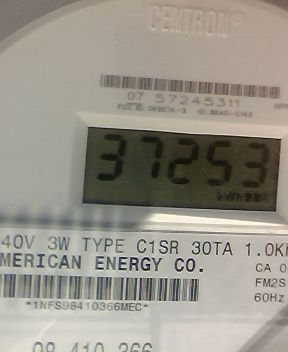 CENTRON®
07 57245311
37253
kWh
40V 3W TYPE C1SR 30TA 1.0K
MERICAN ENERGY CO.
CA 0
FM2S
60Hz
*1NFS98410366MEC*
98 410 366